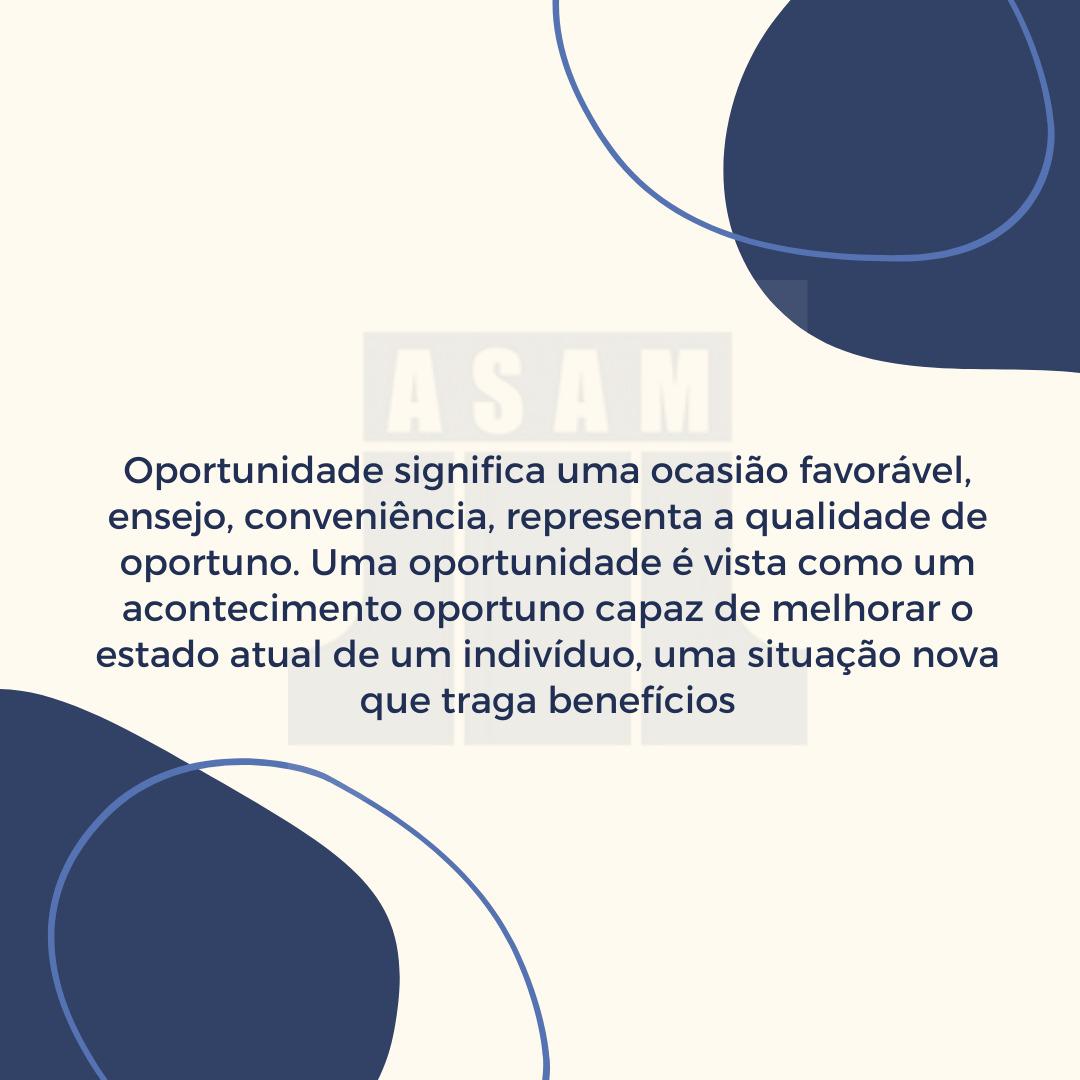 ASAM
Oportunidade significa uma ocasião favorável,
ensejo, conveniência, representa a qualidade de
oportuno. Uma oportunidade é vista como um
acontecimento oportuno capaz de melhorar o
estado atual de um indivíduo, uma situação nova
que traga benefícios